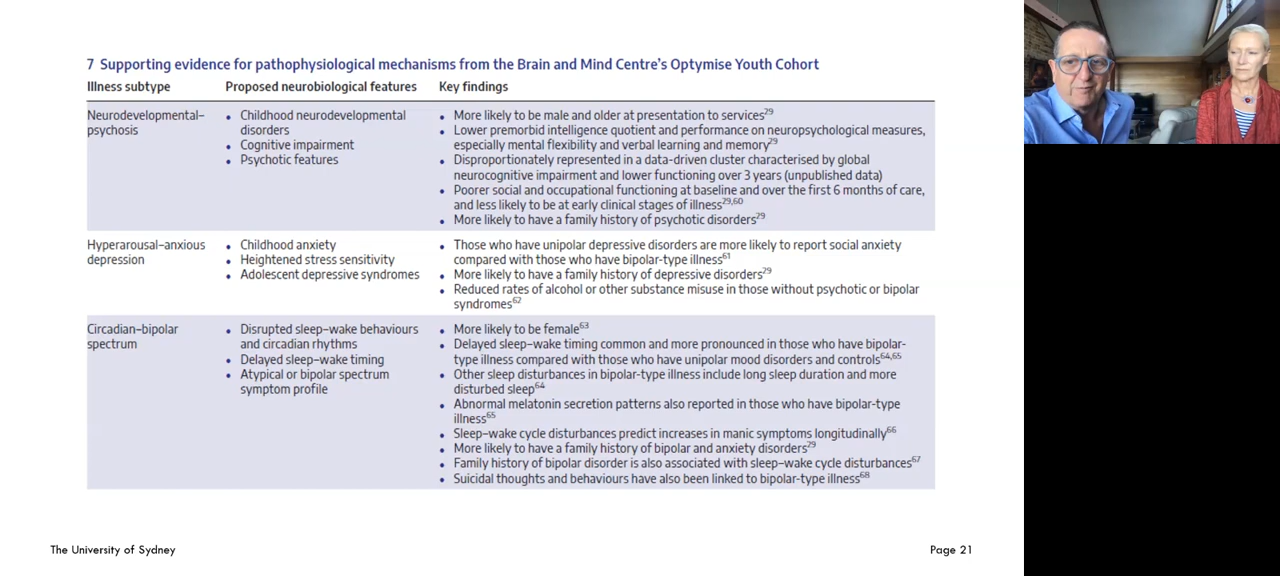 7 Supporting evidence for pathophysiological mechanisms from the Brain and Mind Centre's Optymise Youth Cohort
Illness subtype Proposed neurobiological features Key findings
Neurodevelopmental–
psychosis
• Childhood neurodevelopmental
disorders
• Cognitive impairment
• Psychotic features
• More likely to be male and older at presentation to services29
• Lower premorbid intelligence quotient and performance on neuropsychological measures,
especially mental flexibility and verbal learning and memory29
• Disproportionately represented in a data-driven cluster characterised by global
neurocognitive impairment and lower functioning over 3 years (unpublished data)
• Poorer social and occupational functioning at baseline and over the first 6 months of care,
and less likely to be at early clinical stages of illness29,60
• More likely to have a family history of psychotic disorders29
Hyperarousal–anxious
depression
• Childhood anxiety
• Heightened stress sensitivity
• Adolescent depressive syndromes
• Those who have unipolar depressive disorders are more likely to report social anxiety
compared with those who have bipolar-type illness61
• More likely to have a family history of depressive disorders29
• Reduced rates of alcohol or other substance misuse in those without psychotic or bipolar
syndromes62
Circadian–bipolar
spectrum
• Disrupted sleep–wake behaviours
and circadian rhythms
• Delayed sleep–wake timing
• Atypical or bipolar spectrum
symptom profile
• More likely to be female63
• Delayed sleep–wake timing common and more pronounced in those who have bipolar-
type illness compared with those who have unipolar mood disorders and controls64,65
• Other sleep disturbances in bipolar-type illness include long sleep duration and more
disturbed sleep64
• Abnormal melatonin secretion patterns also reported in those who have bipolar-type
illness65
• Sleep–wake cycle disturbances predict increases in manic symptoms longitudinally66
• More likely to have a family history of bipolar and anxiety disorders29
• Family history of bipolar disorder is also associated with sleep–wake cycle disturbances67
• Suicidal thoughts and behaviours have also been linked to bipolar-type illness68
The University of Sydney
Page 21